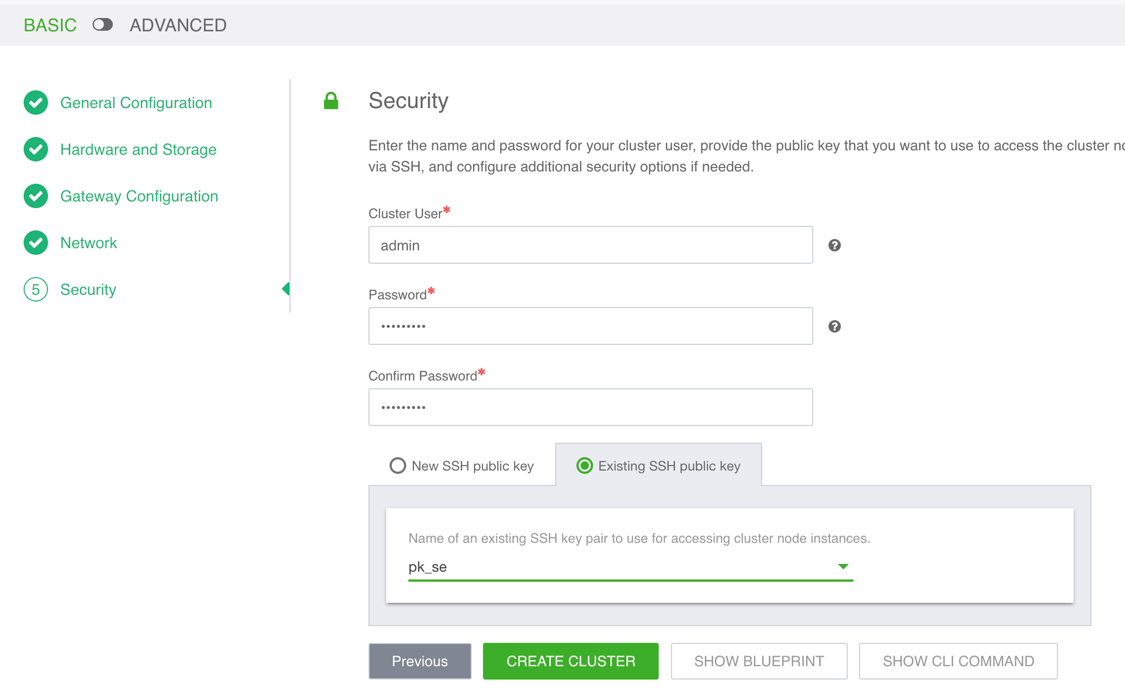 BASIC ADVANCED
General Configuration
Hardware and Storage
Gateway Configuration
Network
5 Security
Security
Enter the name and password for your cluster user, provide the public key that you want to use to access the cluster
via SSH, and configure additional security options if needed.
Cluster User*
admin
Password*
•••••••••
Confirm Password*
•••••••••
New SSH public key Existing SSH public key
Name of an existing SSH key pair to use for accessing cluster node instances.
pk_se
Previous CREATE CLUSTER SHOW BLUEPRINT SHOW CLI COMMAND